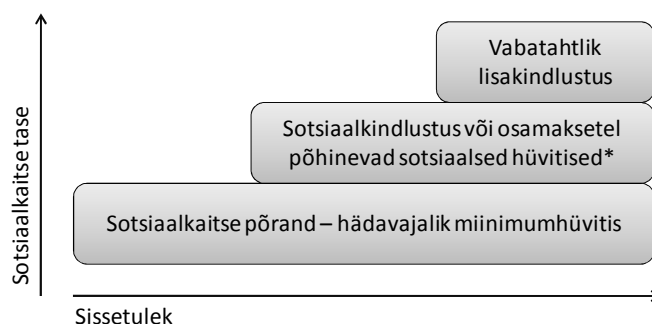 Vabatahtlik
lisakindlustus
Sotsiaalkindlustus või osamaksetel
põhinevad sotsiaalsed hüvitised*
Sotsiaalkaitse põrand – hädavajalik miinimumhüvitis
Sotsiaalkaitse tase
Sissetulek